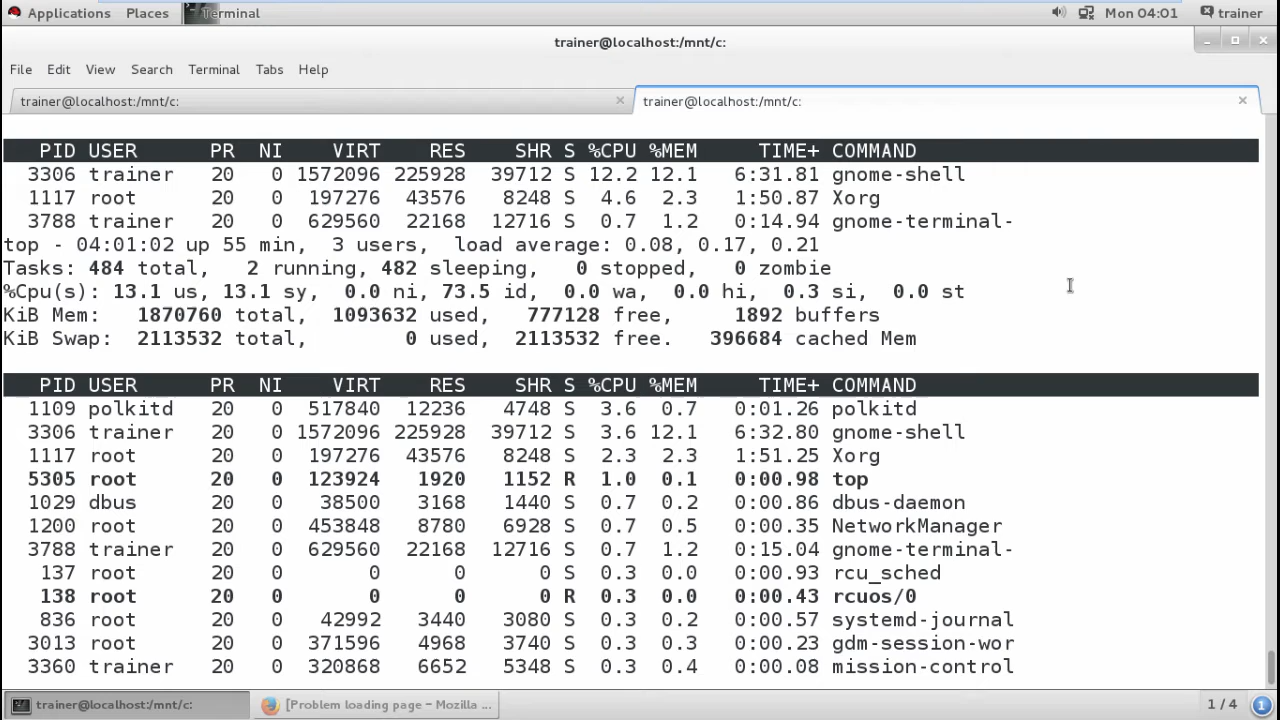 Applications Places Terminal Mon 04:01 trainer
trainer@localhost:/mnt/c:
File Edit View Search Terminal Tabs Help
trainer@localhost:/mnt/c: trainer@localhost:/mnt/c:
PID USER PR NI VIRT RES SHR S %CPU %MEM TIME+ COMMAND
3306 trainer 20 0 1572096 225928 39712 S 12.2 12.1 6:31.81 gnome-shell
1117 root 20 0 197276 43576 8248 S 4.6 2.3 1:50.87 Xorg
3788 trainer 20 0 629560 22168 12716 S 0.7 1.2 0:14.94 gnome-terminal-
top - 04:01:02 up 55 min, 3 users, load average: 0.08, 0.17, 0.21
Tasks: 484 total, 2 running, 482 sleeping, 0 stopped, 0 zombie
%Cpu(s): 13.1 us, 13.1 sy, 0.0 ni, 73.5 id, 0.0 wa, 0.0 hi, 0.3 si, 0.0 st
KiB Mem: 1870760 total, 1093632 used, 777128 free, 1892 buffers
KiB Swap: 2113532 total, 0 used, 2113532 free. 396684 cached Mem
PID USER PR NI VIRT RES SHR S %CPU %MEM TIME+ COMMAND
1109 polkitd 20 0 517840 12236 4748 S 3.6 0.7 0:01.26 polkitd
3306 trainer 20 0 1572096 225928 39712 S 3.6 12.1 6:32.80 gnome-shell
1117 root 20 0 197276 43576 8248 S 2.3 2.3 1:51.25 Xorg
5305 root 20 0 123924 1920 1152 R 1.0 0.1 0:00.98 top
1029 dbus 20 0 38500 3168 1440 S 0.7 0.2 0:00.86 dbus-daemon
1200 root 20 0 453848 8780 6928 S 0.7 0.5 0:00.35 NetworkManager
3788 trainer 20 0 629560 22168 12716 S 0.7 1.2 0:15.04 gnome-terminal-
137 root 20 0 0 0 0 S 0.3 0.0 0:00.93 rcu_sched
138 root 20 0 0 0 0 R 0.3 0.0 0:00.43 rcuos/0
836 root 20 0 42992 3440 3080 S 0.3 0.2 0:00.57 systemd-journal
3013 root 20 0 371596 4968 3740 S 0.3 0.3 0:00.23 gdm-session-wor
3360 trainer 20 0 320868 6652 5348 S 0.3 0.4 0:00.08 mission-control
trainer@localhost:/mnt/c: [Problem loading page – Mozilla ... 1 / 4 1